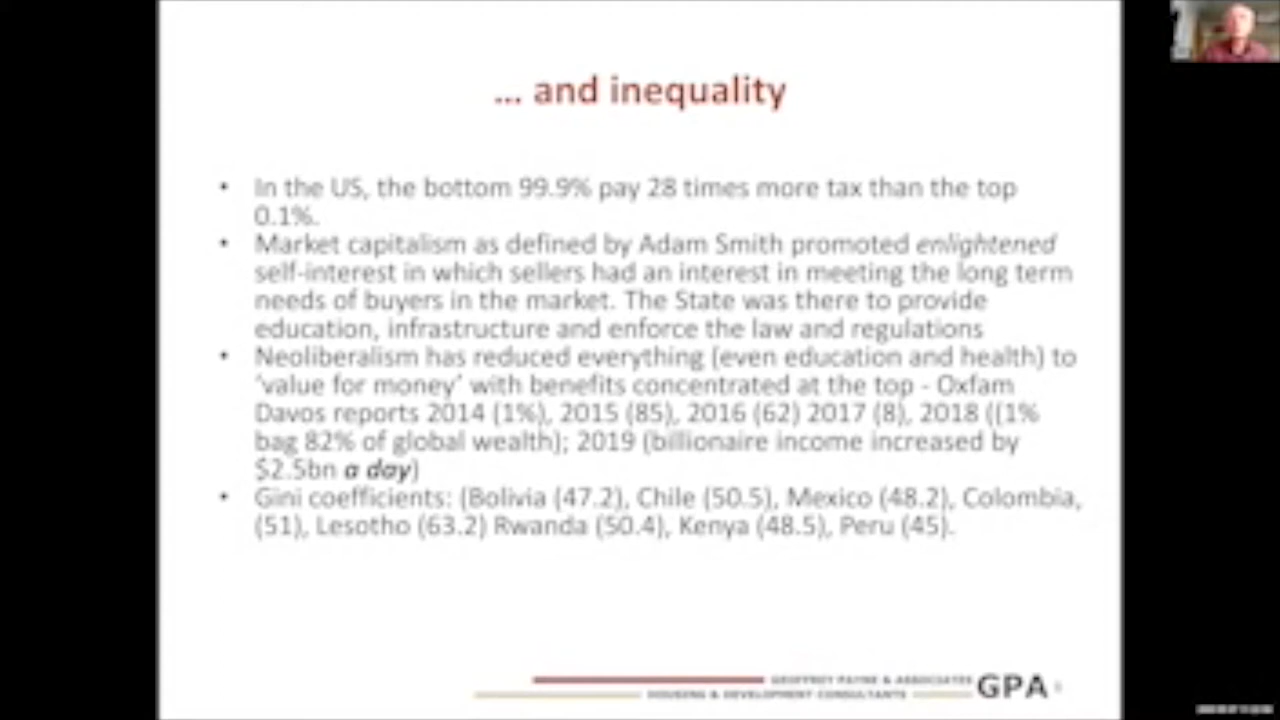 ... and inequality
• In the US, the bottom 99.9% pay 28 times more tax than the top
0.1%.
• Market capitalism as defined by Adam Smith promoted enlightened
self-interest in which sellers had an interest in meeting the long term
needs of buyers in the market. The State was there to provide
education, infrastructure and enforce the law and regulations
• Neoliberalism has reduced everything (even education and health) to
‘value for money’ with benefits concentrated at the top - Oxfam
Davos reports 2014 (1%), 2015 (85), 2016 (62) 2017 (8), 2018 ((1%
bag 82% of global wealth); 2019 (billionaire income increased by
$2.5bn a day)
• Gini coefficients: (Bolivia (47.2), Chile (50.5), Mexico (48.2), Colombia,
(51), Lesotho (63.2) Rwanda (50.4), Kenya (48.5), Peru (45).
GEOFFREY PAYNE & ASSOCIATES
HOUSING & DEVELOPMENT CONSULTANTS
GPA